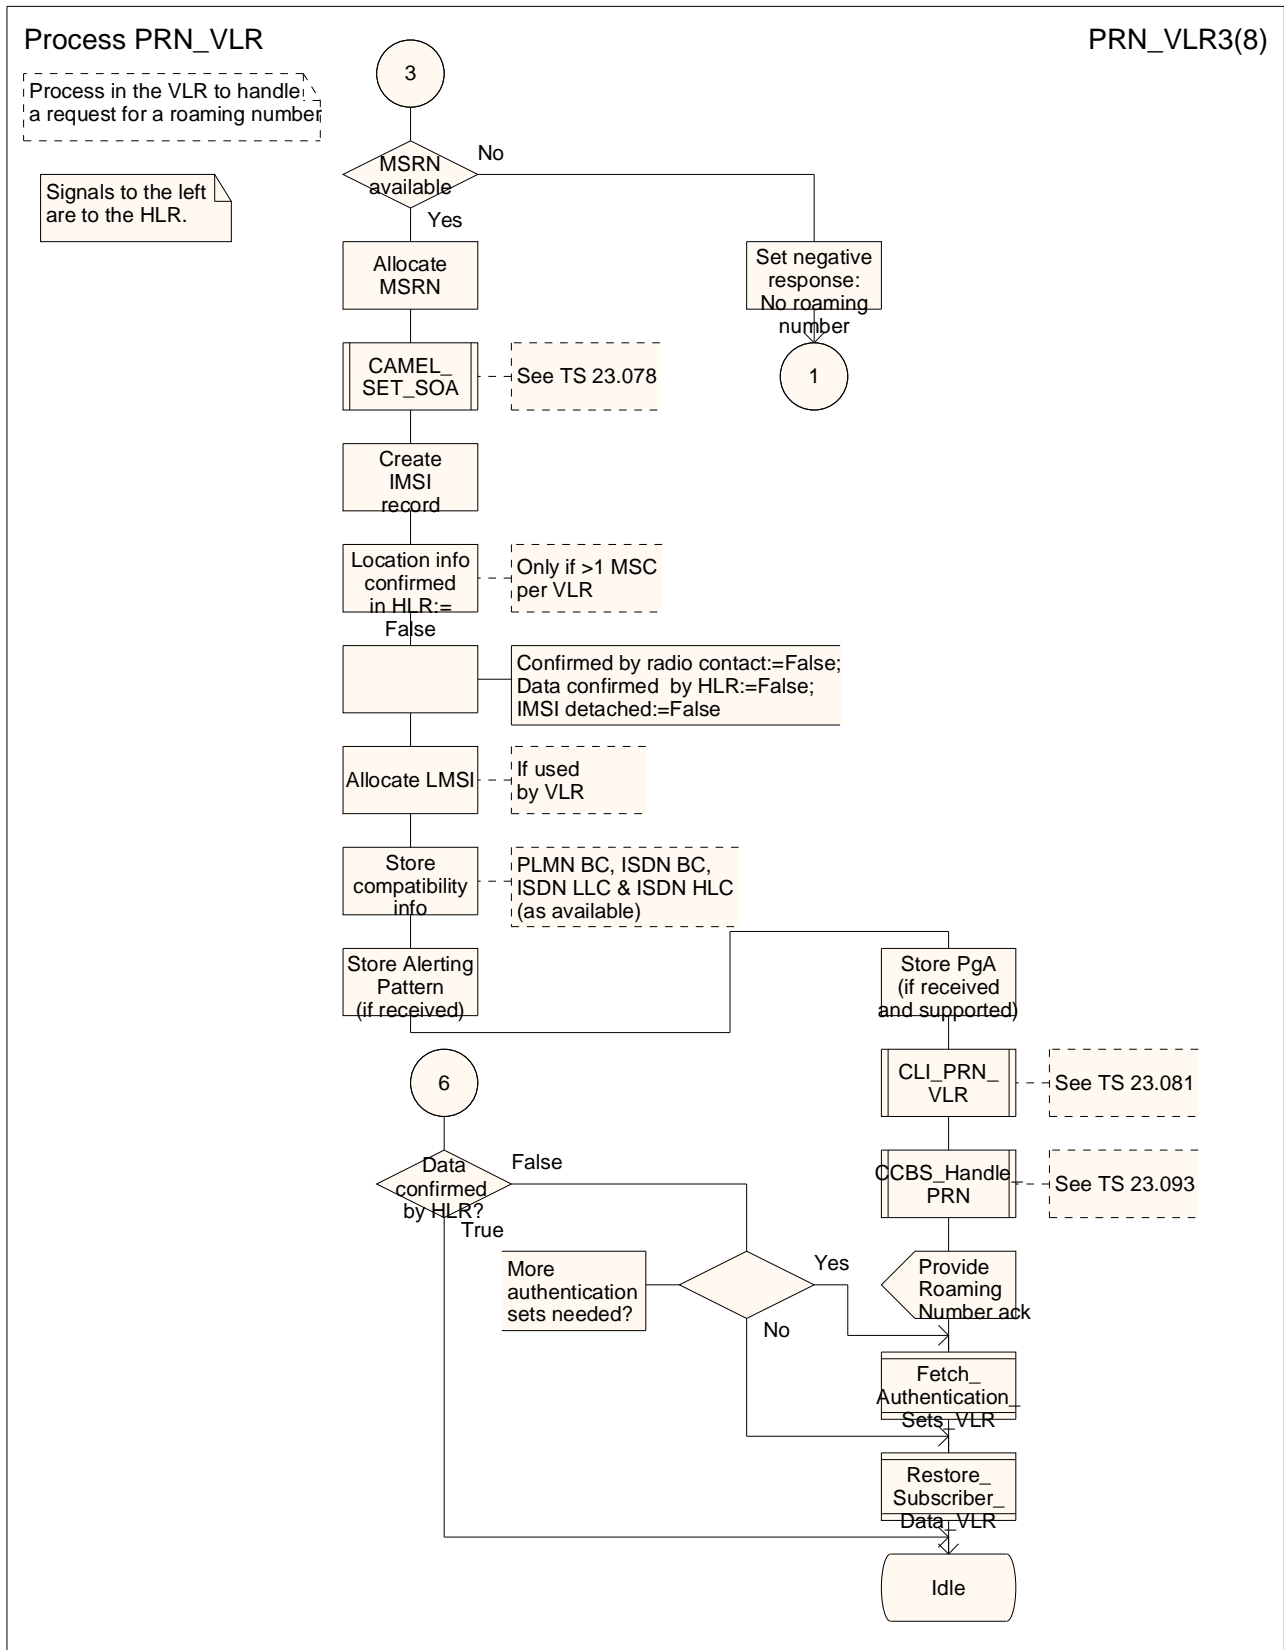 Process PRN_VLR
PRN_VLR3(8)
Process in the VLR to handle
a request for a roaming number
Signals to the left
are to the HLR.
3
MSRN
available
No
Yes
Allocate
MSRN
Set negative
response:
No roaming
number
1
CAMEL_
SET_SOA
See TS 23.078
Create
IMSI
record
Location info
confirmed
in HLR:=
False
Only if >1 MSC
per VLR
Confirmed by radio contact:=False;
Data confirmed  by HLR:=False;
IMSI detached:=False
Allocate LMSI
If used
by VLR
Store
compatibility
info
PLMN BC, ISDN BC,
ISDN LLC & ISDN HLC
(as available)
Store Alerting
Pattern
(if received)
Store PgA
(if received
and supported)
6
CLI_PRN_
VLR
See TS 23.081
Data
confirmed
by HLR?
False
True
CCBS_Handle_
PRN
See TS 23.093
More
authentication
sets needed?
Yes
No
Provide
Roaming
Number ack
Fetch_
Authentication_
Sets_VLR
Restore_
Subscriber_
Data_VLR
Idle